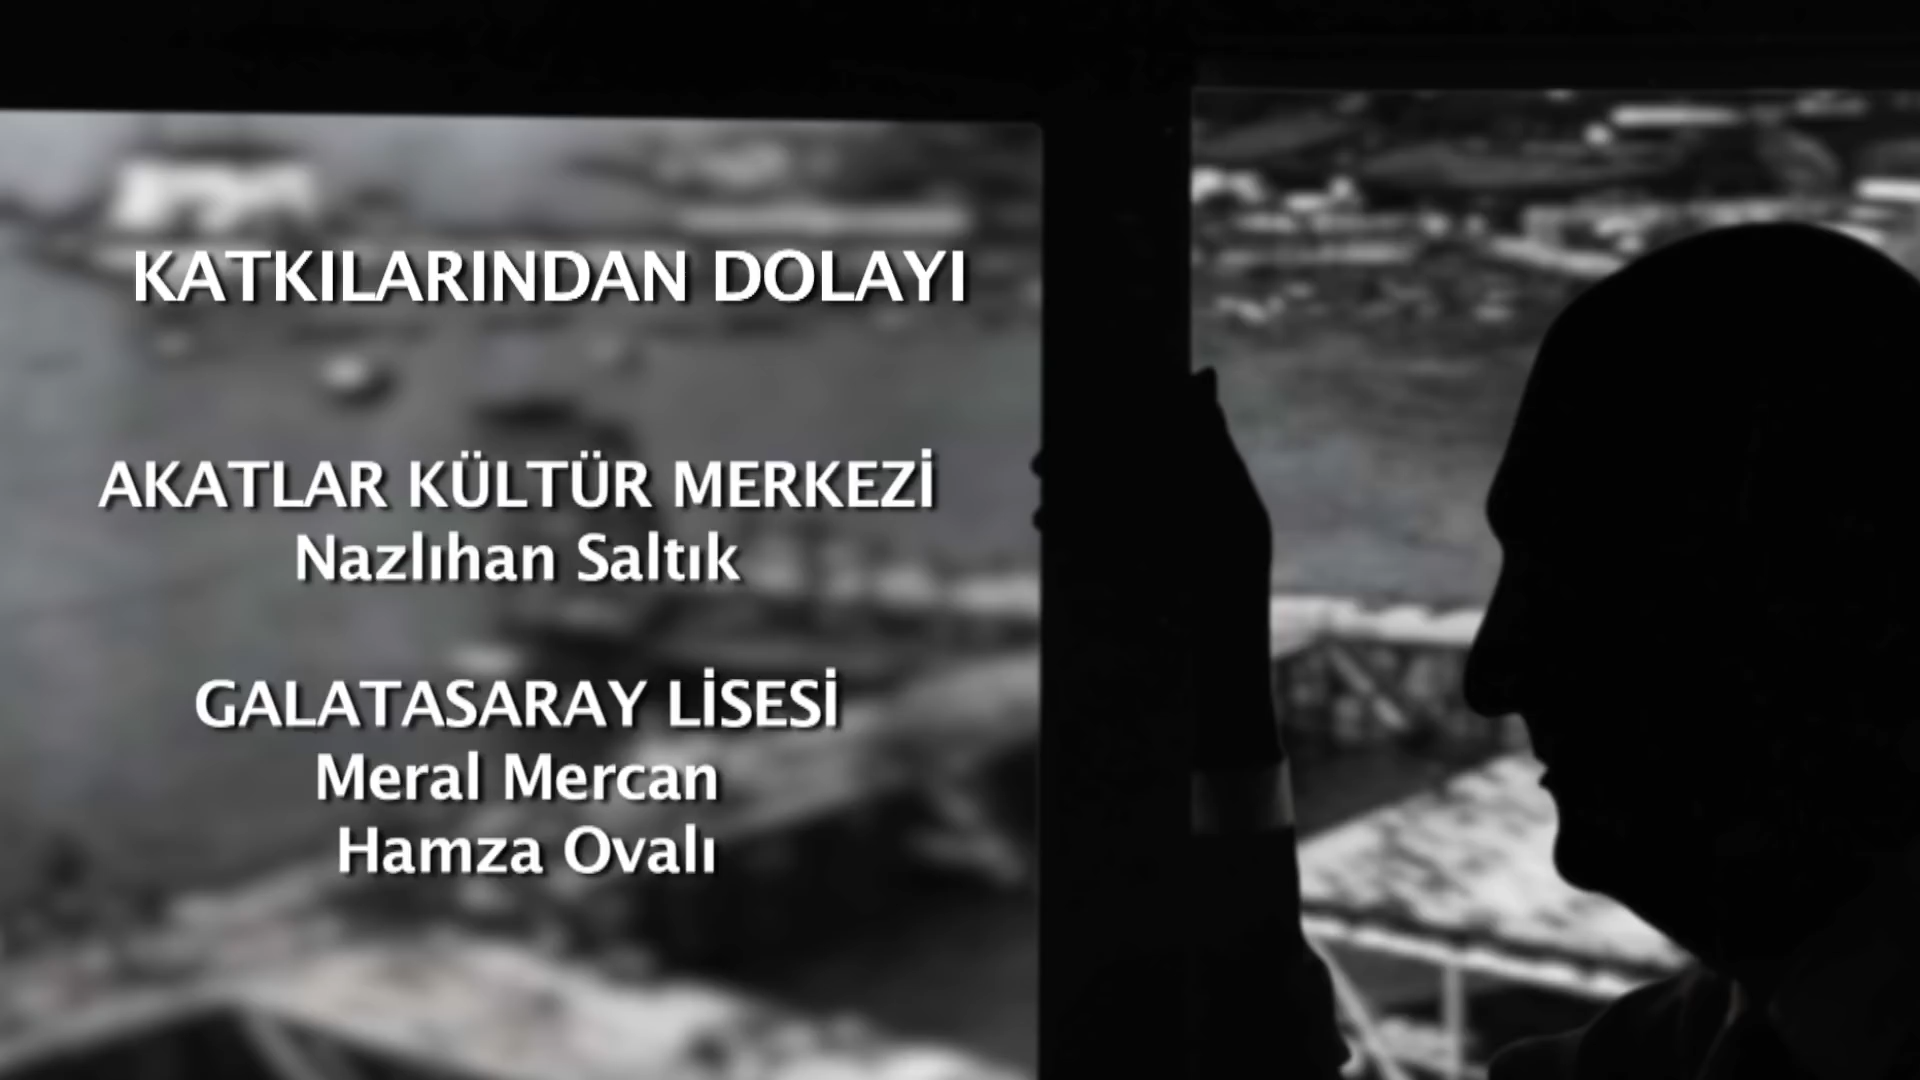 KATKILARINDAN DOLAYI
AKATLAR KÜLTÜR MERKEZİ
Nazlıhan Saltık
GALATASARAY LİSESİ
Meral Mercan
Hamza Ovalı